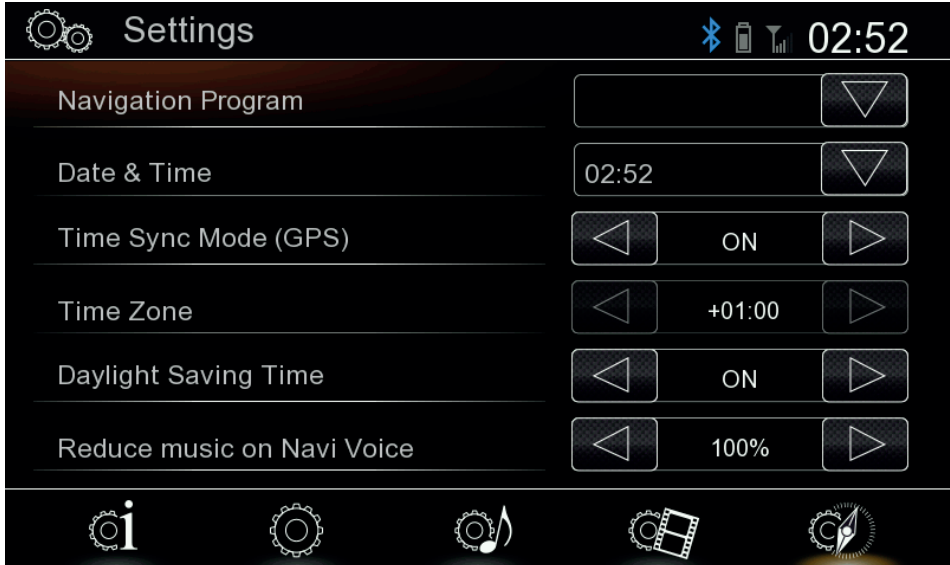 Settings 02:52
Navigation Program
Date & Time 02:52
Time Sync Mode (GPS) ON
Time Zone +01:00
Daylight Saving Time ON
Reduce music on Navi Voice 100%
i